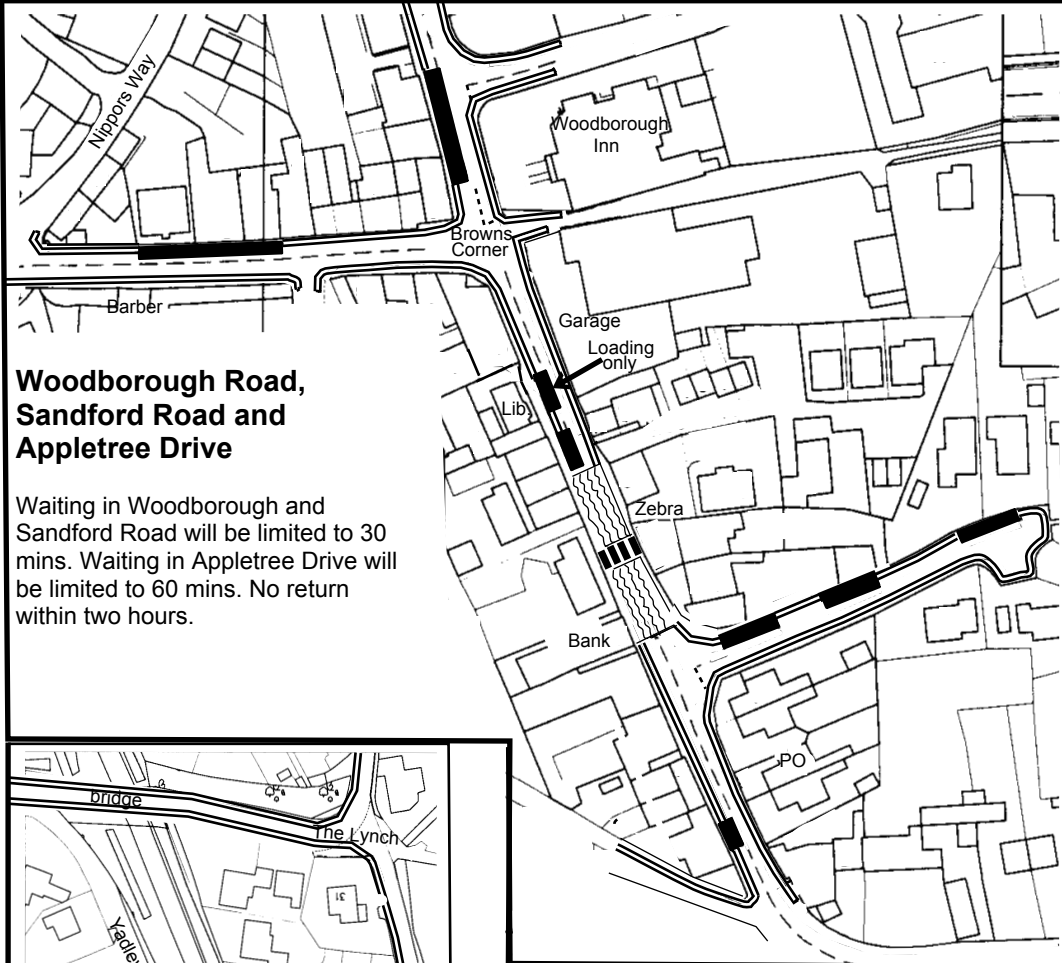 Nippors Way
Woodborough
Inn
Browns
Corner
Barber
Garage
Loading
only
Lib
Woodborough Road,
Sandford Road and
Appletree Drive
Waiting in Woodborough and
Sandford Road will be limited to 30
mins. Waiting in Appletree Drive will
be limited to 60 mins. No return
within two hours.
Zebra
Bank
PO
bridge
The Lynch
31
Yadley